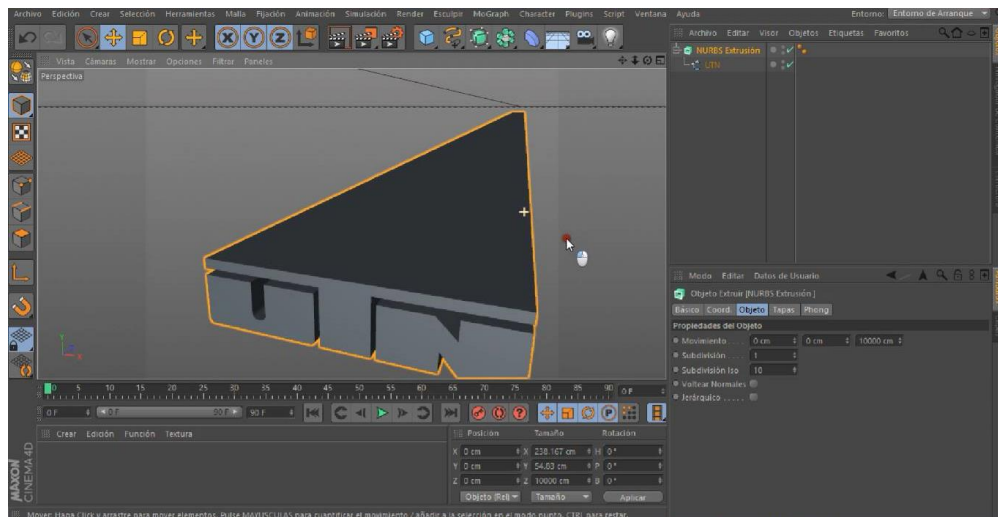 Archivo Edición Crear Selección Herramientas Malla Fijación Animación Simulación Render Esculpir MoGraph Character Plugins Script Ventana Ayuda Entorno: Entorno de Arranque
Archivo Editar Visor Objetos Etiquetas Favoritos
NURBS Extrusión
UTN
Vista Cámaras Mostrar Opciones Filtrar Paneles
Perspectiva
Modo Editar Datos de Usuario
Objeto Extruir [NURBS Extrusión]
Básico Coord. Objeto Tapas Phong
Propiedades del Objeto
Movimiento 0 cm 0 cm 10000 cm
Subdivisión 1
Subdivisión Iso 10
Voltear Normales
Jerárquico
Y
X
0 5 10 15 20 25 30 35 40 45 50 55 60 65 70 75 80 85 90 0 F
0 F 0 F 90 F 90 F
Crear Edición Función Textura
Posición Tamaño Rotación
X 0 cm X 238.167 cm H 0°
Y 0 cm Y 54.83 cm P 0°
Z 0 cm Z 10000 cm B 0°
Objeto (Rel) Tamaño Aplicar
MAXON
CINEMA 4D
Mover: Haga Click y arrastre para mover elementos. Pulse MAYÚSCULAS para cuantificar el movimiento / añadir a la selección en el modo punto, CTRL para restar.